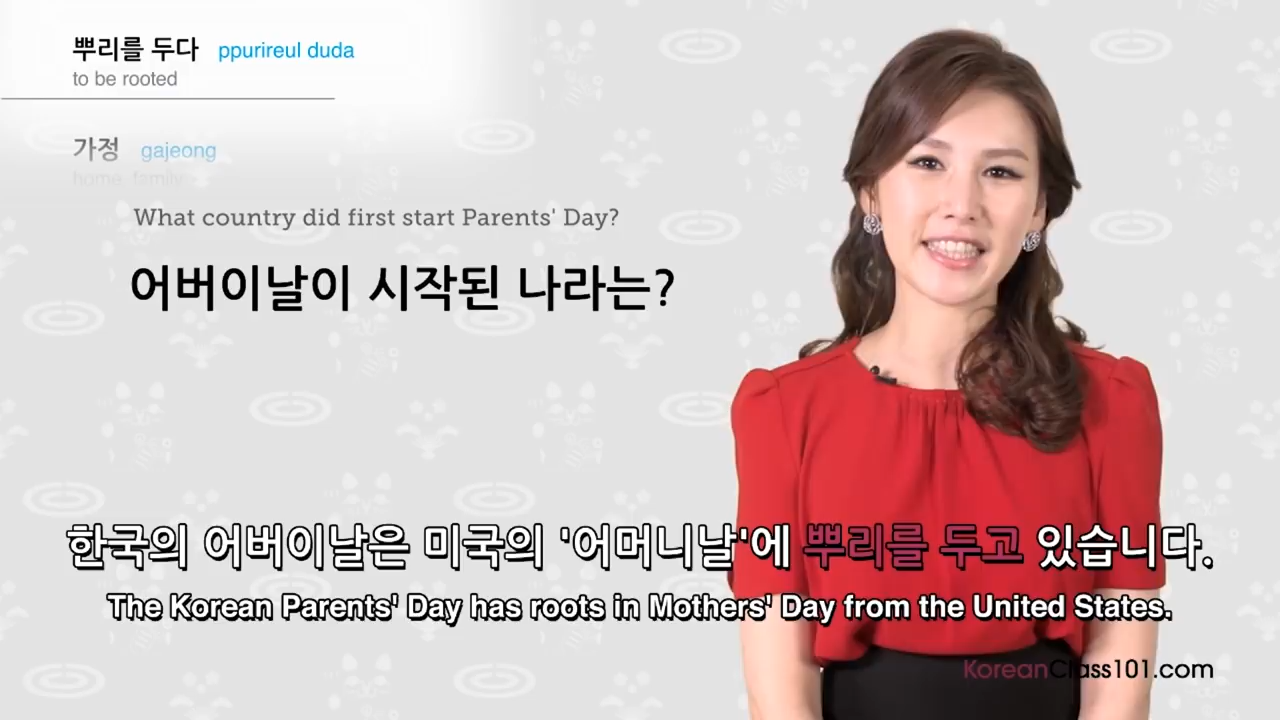 뿌리를 두다 ppurireul duda
to be rooted
가정 gajeong
home, family
What country did first start Parents' Day?
어버이날이 시작된 나라는?
한국의 어버이날은 미국의 '어머니날'에 뿌리를 두고 있습니다.
The Korean Parents' Day has roots in Mothers' Day from the United States.
KoreanClass101.com